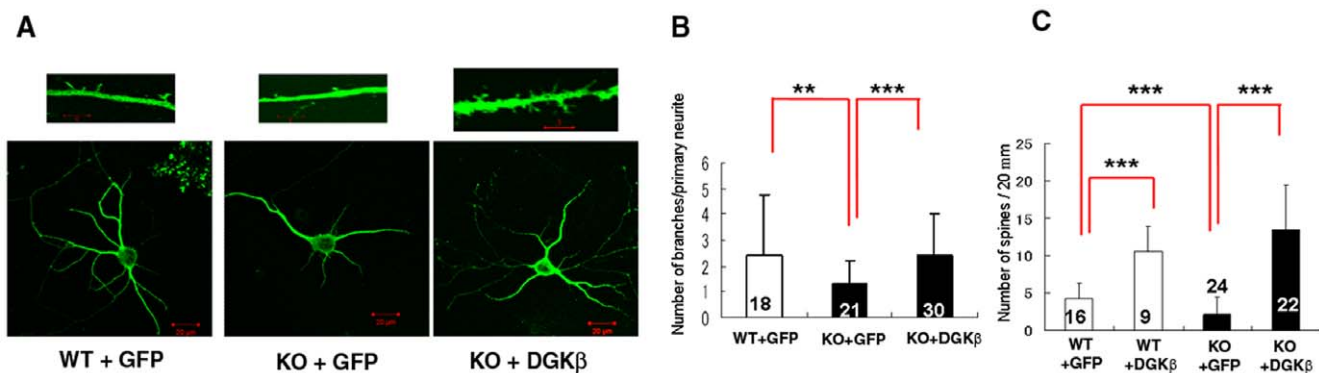 A
20 μm
20 μm
20 μm
WT + GFP
KO + GFP
KO + DGKβ
B
**
***
Number of branches/primary neurite
6
5
4
3
2
1
0
18
21
30
WT+GFP
KO+GFP
KO+DGKβ
C
***
***
***
Number of spines / 20 mm
25
20
15
10
5
0
16
9
24
22
WT
+GFP
WT
+DGKβ
KO
+GFP
KO
+DGKβ